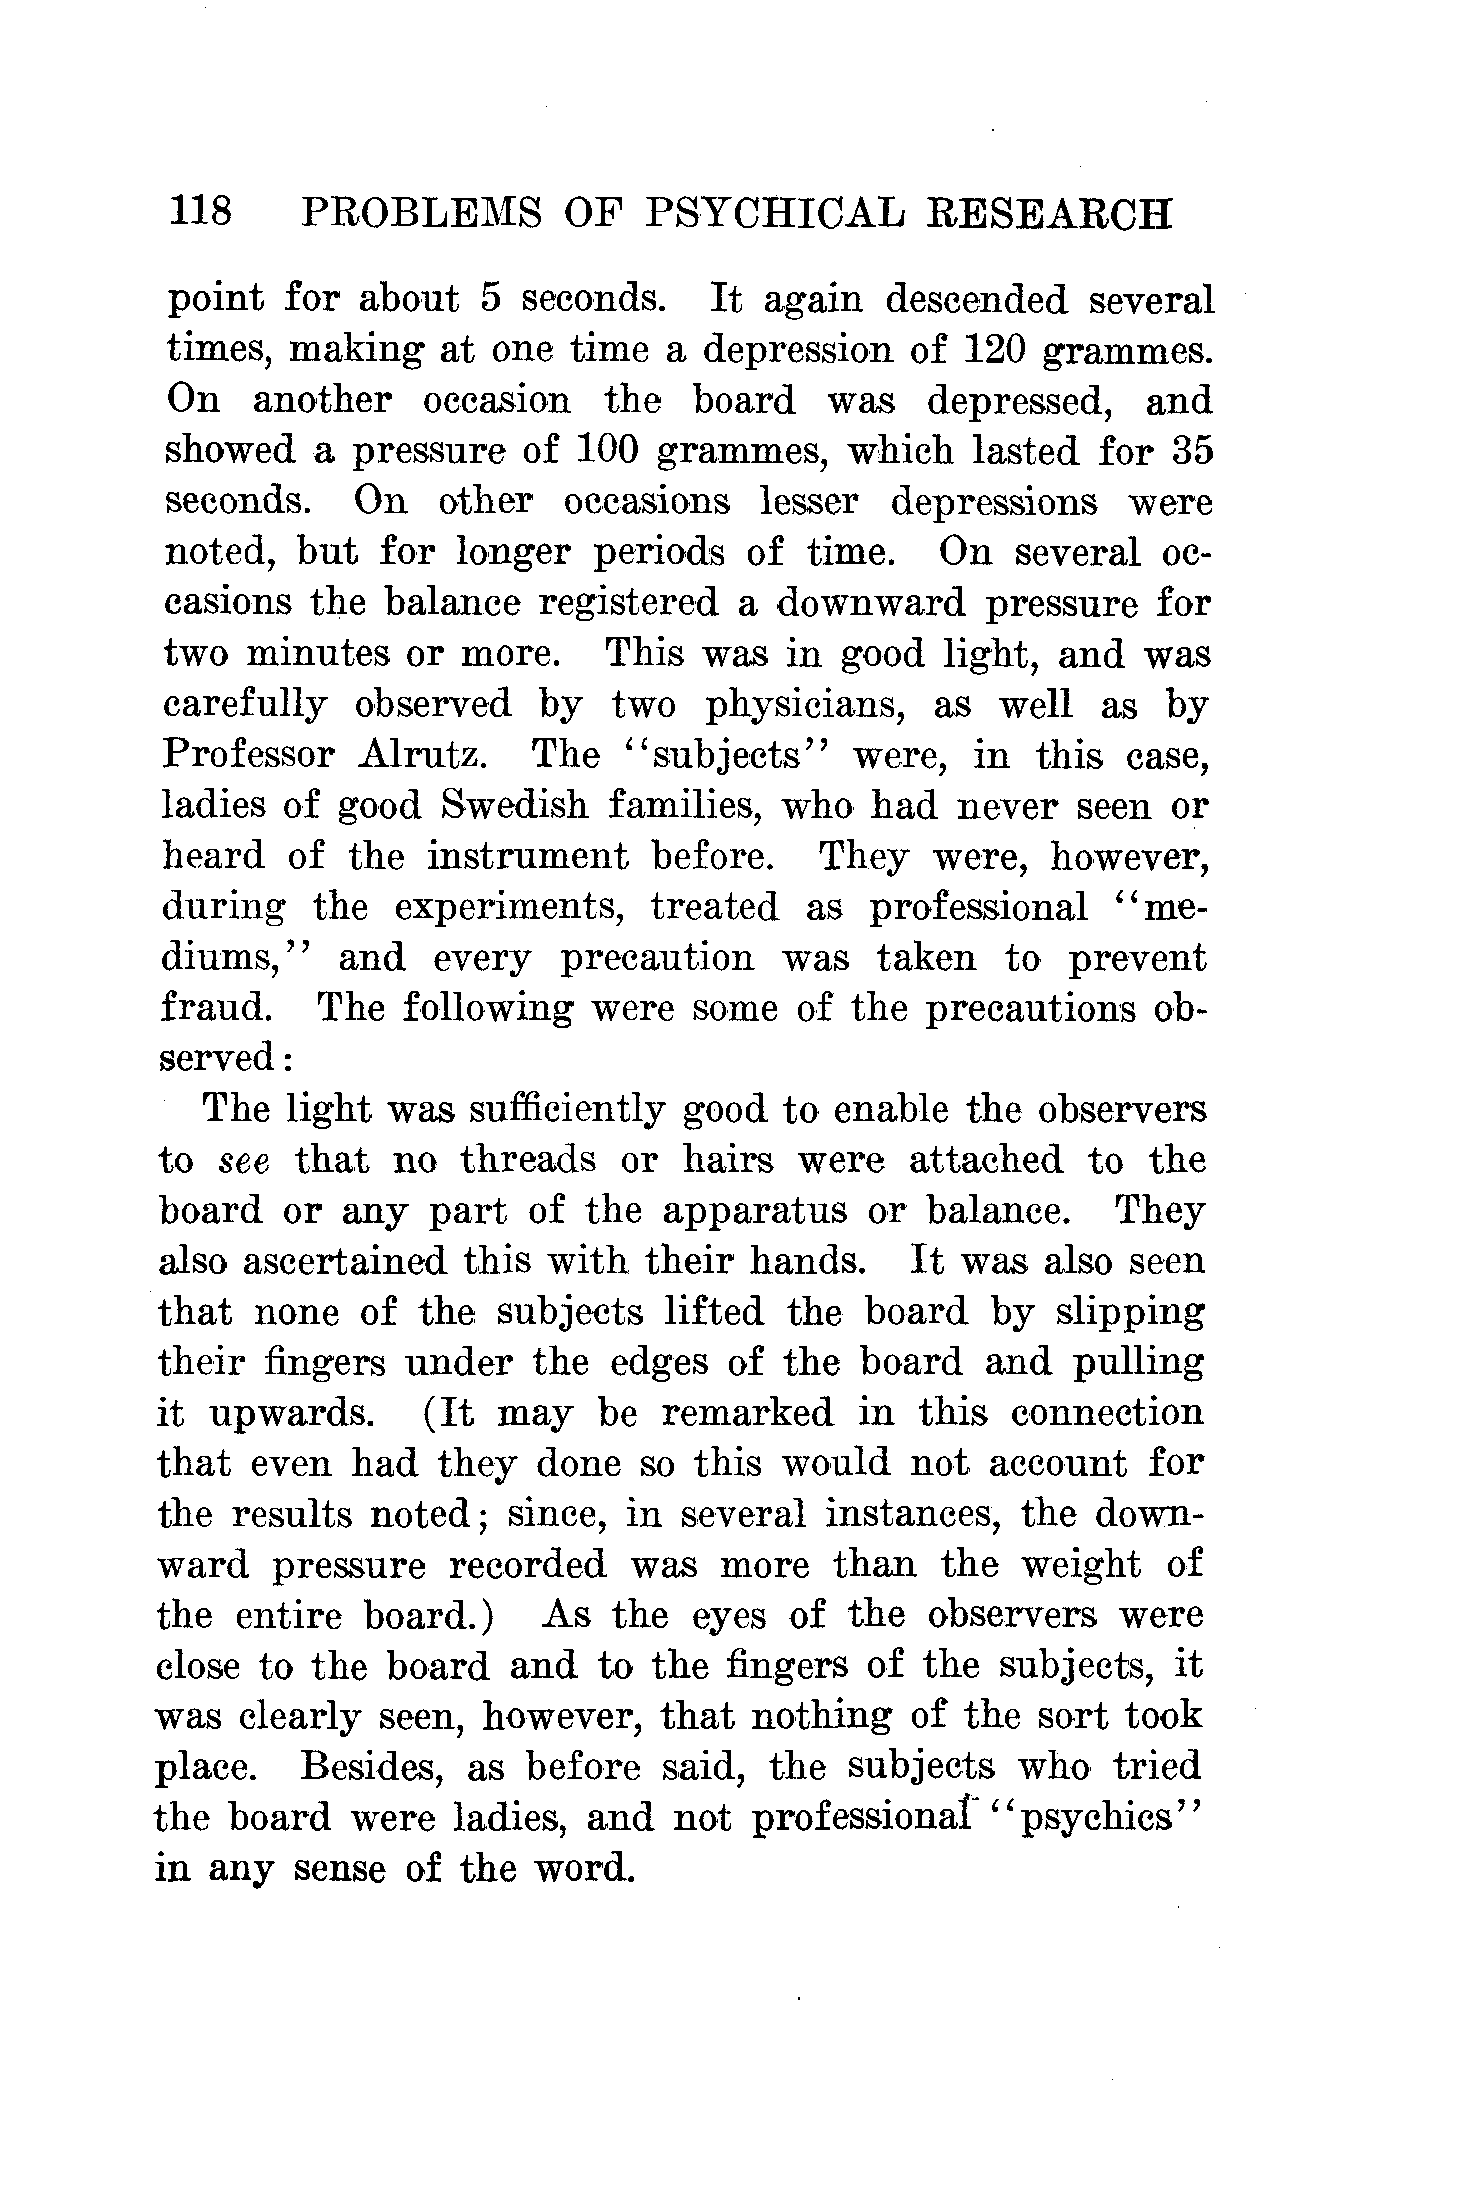 118 PROBLEMS OF PSYCHICAL RESEARCH
point for about 5 seconds. It again descended several
times, making at one time a depression of 120 grammes.
On another occasion the board was depressed, and
showed a pressure of 100 grammes, which lasted for 35
seconds. On other occasions lesser depressions were
noted, but for longer periods of time. On several oc-
casions the balance registered a downward pressure for
two minutes or more. This was in good light, and was
carefully observed by two physicians, as well as by
Professor Alrutz. The "subjects" were, in this case,
ladies of good Swedish families, who had never seen or
heard of the instrument before. They were, however,
during the experiments, treated as professional "me-
diums," and every precaution was taken to prevent
fraud. The following were some of the precautions ob-
served:
The light was sufficiently good to enable the observers
to see that no threads or hairs were attached to the
board or any part of the apparatus or balance. They
also ascertained this with their hands. It was also seen
that none of the subjects lifted the board by slipping
their fingers under the edges of the board and pulling
it upwards. (It may be remarked in this connection
that even had they done so this would not account for
the results noted; since, in several instances, the down-
ward pressure recorded was more than the weight of
the entire board.) As the eyes of the observers were
close to the board and to the fingers of the subjects, it
was clearly seen, however, that nothing of the sort took
place. Besides, as before said, the subjects who tried
the board were ladies, and not professional "psychics"
in any sense of the word.